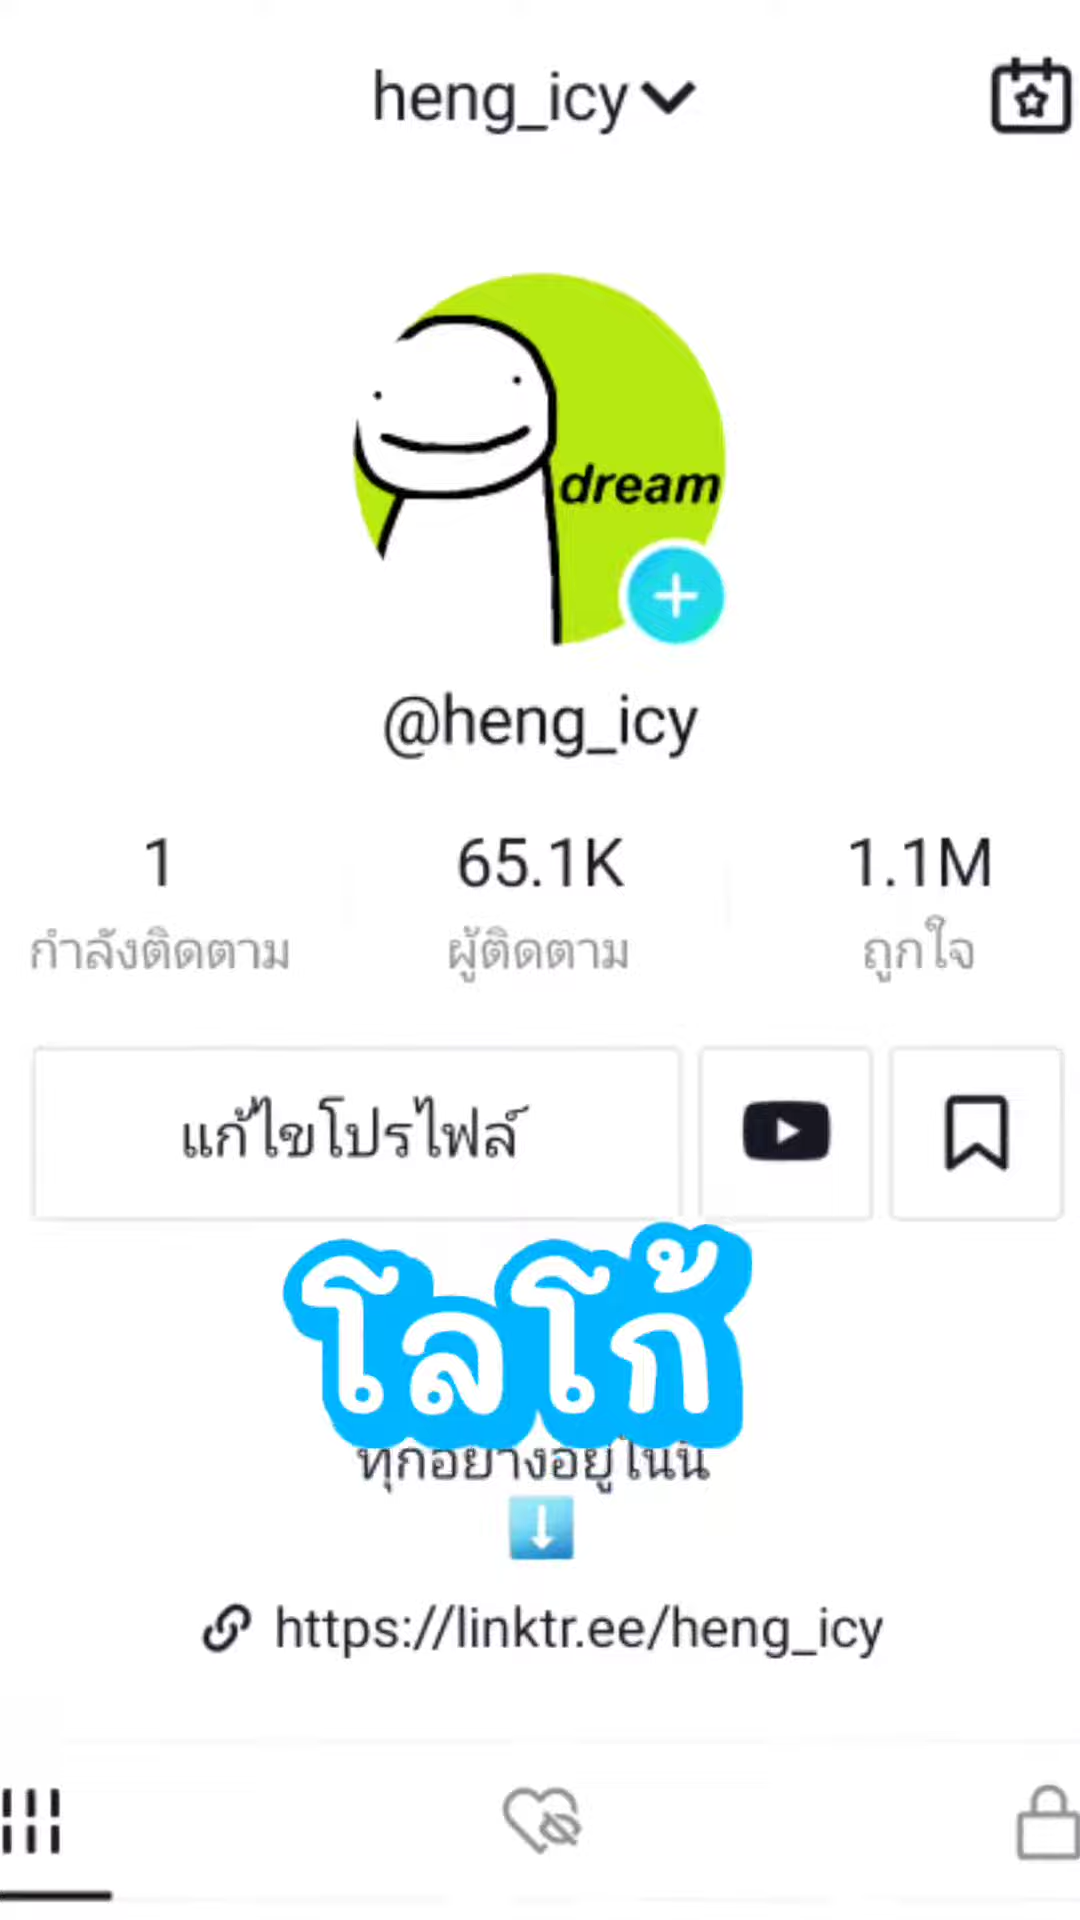 heng_icy
dream
@heng_icy
1
65.1K
1.1M
กำลังติดตาม
ผู้ติดตาม
ถูกใจ
แก้ไขโปรไฟล์
โลโก้
ทุกอย่างอยู่ในนี้
https://linktr.ee/heng_icy